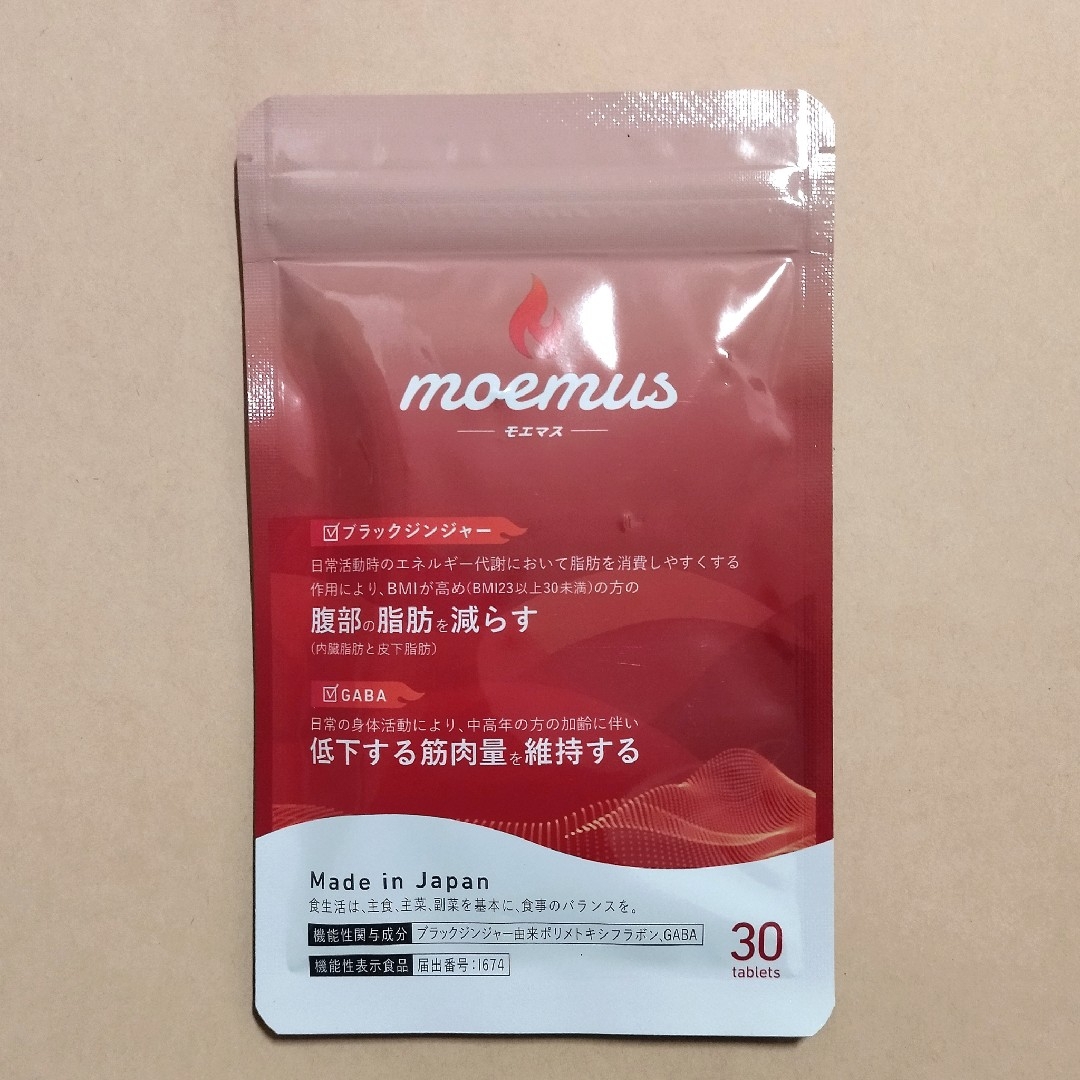 moemus
モエマス
ブラックジンジャー
日常活動時のエネルギー代謝において脂肪を消費しやすくする
作用により、BMIが高め(BMI23以上30未満)の方の
腹部の脂肪を減らす
(内臓脂肪と皮下脂肪)
GABA
日常の身体活動により、中高年の方の加齢に伴い
低下する筋肉量を維持する
Made in Japan
食生活は、主食、主菜、副菜を基本に、食事のバランスを。
機能性関与成分 ブラックジンジャー由来ポリメトキシフラボン、GABA
機能性表示食品 届出番号:I674
30
tablets